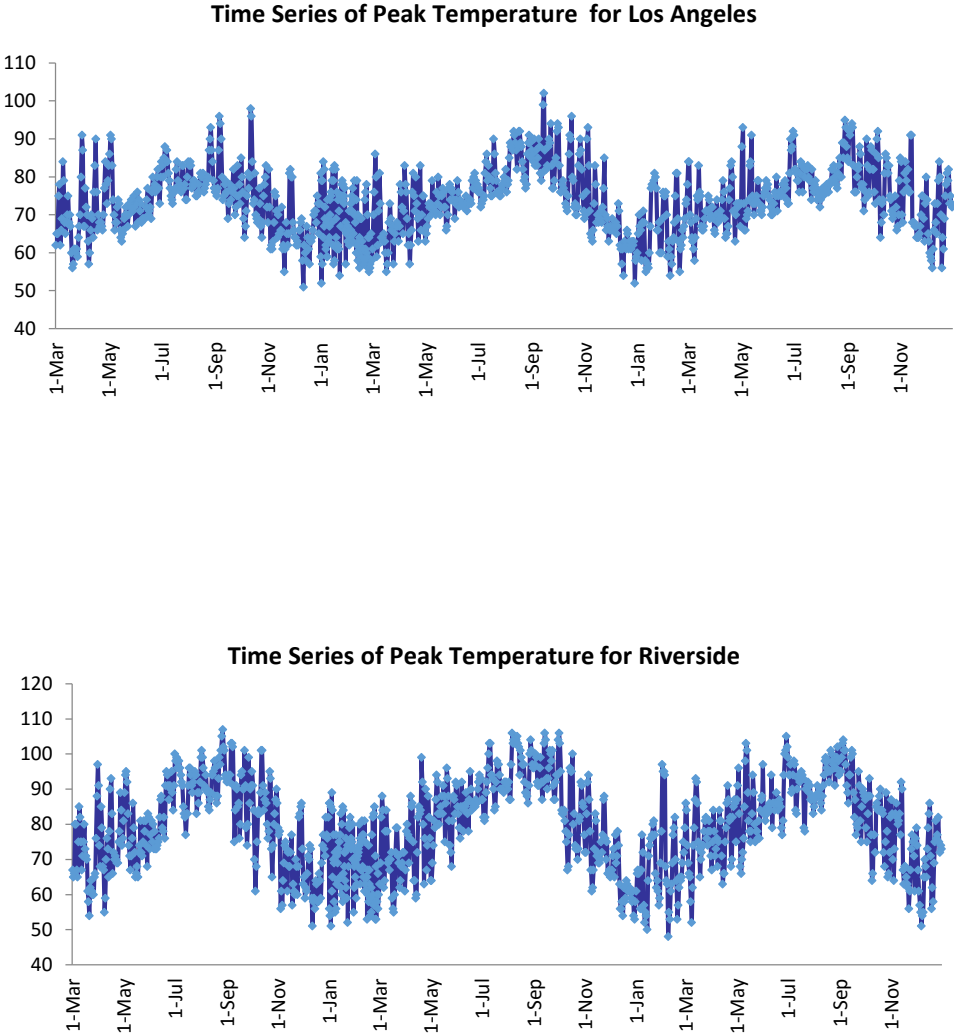 Time Series of Peak Temperature for Los Angeles
110
100
90
80
70
60
50
40
1-Mar
1-May
1-Jul
1-Sep
1-Nov
1-Jan
1-Mar
1-May
1-Jul
1-Sep
1-Nov
1-Jan
1-Mar
1-May
1-Jul
1-Sep
1-Nov
Time Series of Peak Temperature for Riverside
120
110
100
90
80
70
60
50
40
1-Mar
1-May
1-Jul
1-Sep
1-Nov
1-Jan
1-Mar
1-May
1-Jul
1-Sep
1-Nov
1-Jan
1-Mar
1-May
1-Jul
1-Sep
1-Nov